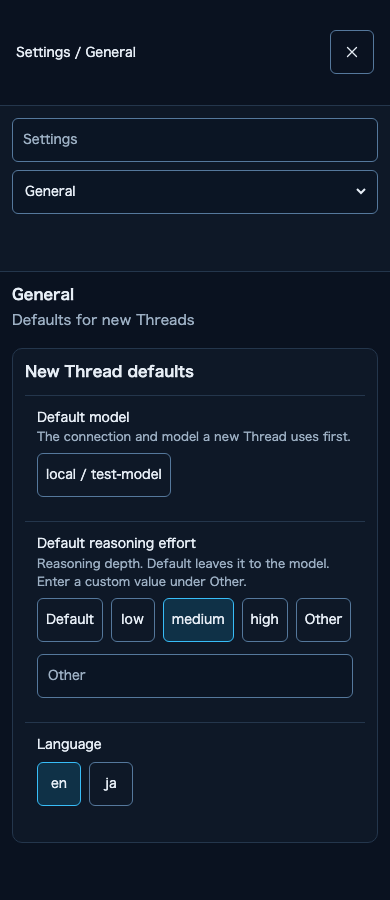 Settings / General
Settings
General
General
Defaults for new Threads
New Thread defaults
Default model
The connection and model a new Thread uses first.
local / test-model
Default reasoning effort
Reasoning depth. Default leaves it to the model.
Enter a custom value under Other.
Default low medium high Other
Other
Language
en ja